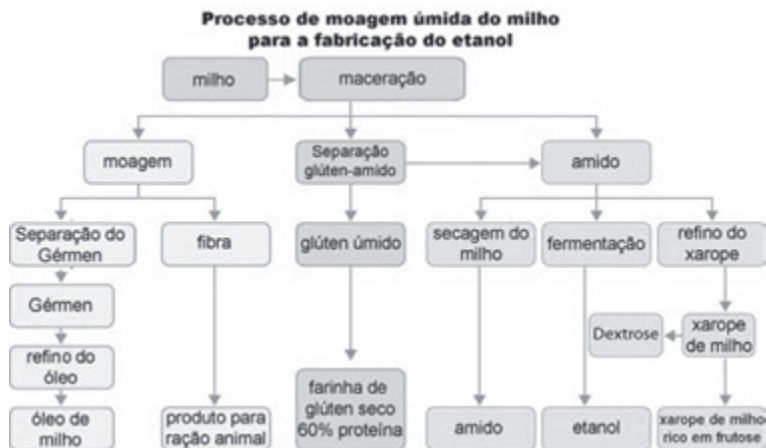 Processo de moagem úmida do milho
para a fabricação do etanol
milho
maceração
moagem
Separação
glúten-amido
amido
Separação do
Gérmen
fibra
glúten úmido
secagem do
milho
fermentação
refino do
xarope
Gérmen
Dextrose
xarope
de milho
refino do
óleo
óleo de
milho
produto para
ração animal
farinha de
glúten seco
60% proteína
amido
etanol
xarope de milho
rico em frutose